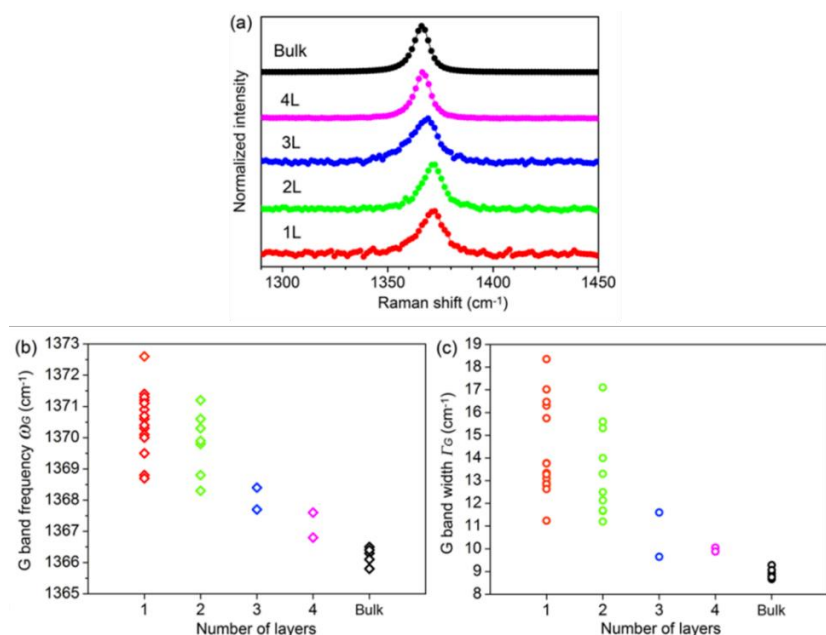 (a)
Normalized intensity
Bulk
4L
3L
2L
1L
1300 1350 1400 1450
Raman shift (cm-1)
(b)
G band frequency ωG (cm-1)
1373
1372
1371
1370
1369
1368
1367
1366
1365
1 2 3 4 Bulk
Number of layers
(c)
G band width ΓG (cm-1)
19
18
17
16
15
14
13
12
11
10
9
8
1 2 3 4 Bulk
Number of layers